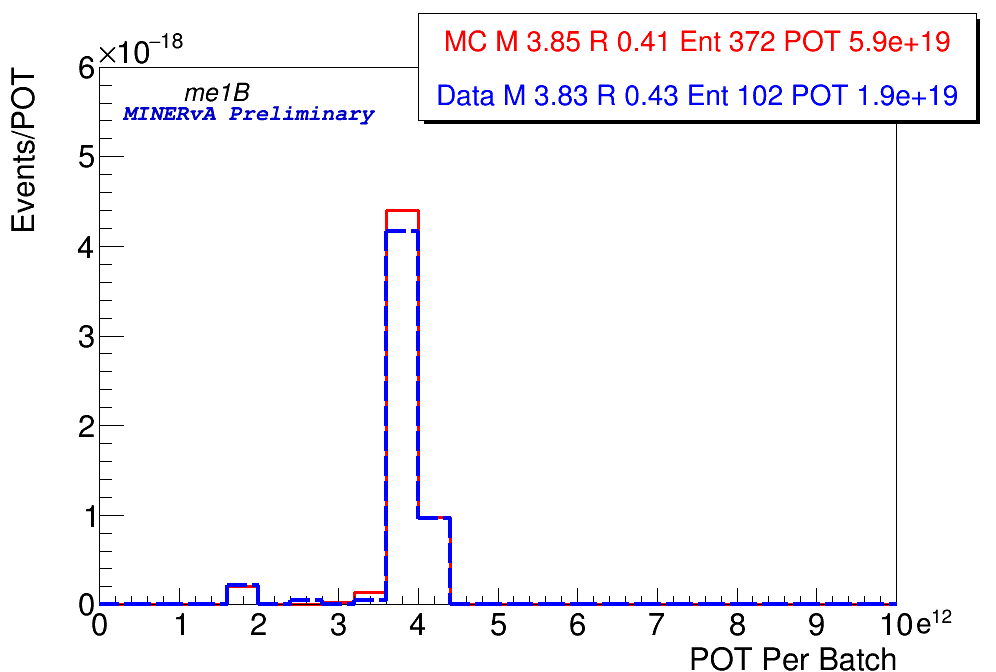 MC M 3.85 R 0.41 Ent 372 POT 5.9e+19
Data M 3.83 R 0.43 Ent 102 POT 1.9e+19
×10⁻¹⁸
me1B
MINERvA Preliminary
Events/POT
6
5
4
3
2
1
0
0 1 2 3 4 5 6 7 8 9 10 e12
POT Per Batch